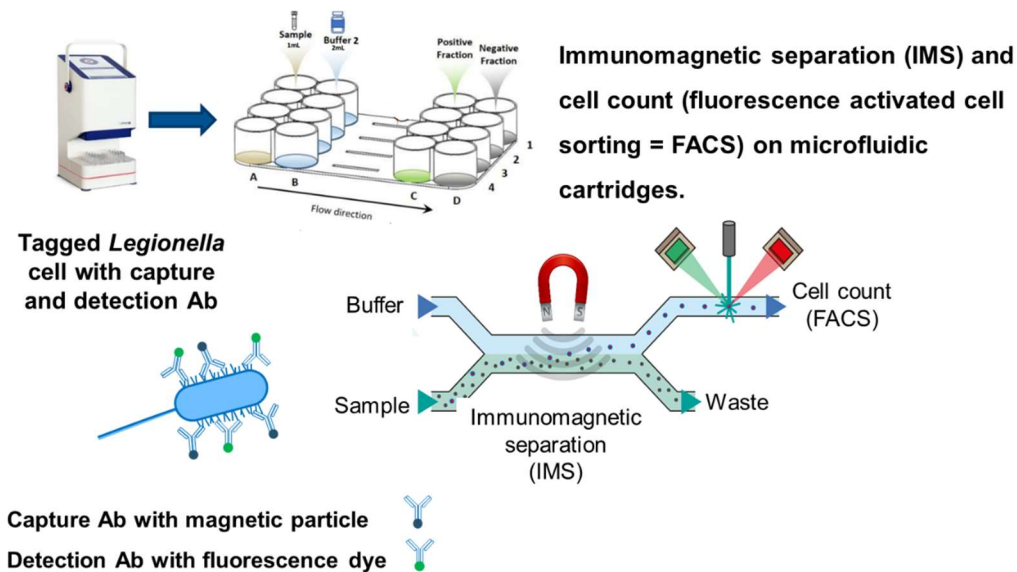 Sample
1mL
Buffer 2
2mL
Positive
Fraction
Negative
Fraction
1
2
3
4
A
B
C
D
Flow direction
Immunomagnetic separation (IMS) and
cell count (fluorescence activated cell
sorting = FACS) on microfluidic
cartridges.
Tagged Legionella
cell with capture
and detection Ab
Buffer
N S
Cell count
(FACS)
Sample
Immunomagnetic
separation
(IMS)
Waste
Capture Ab with magnetic particle
Detection Ab with fluorescence dye